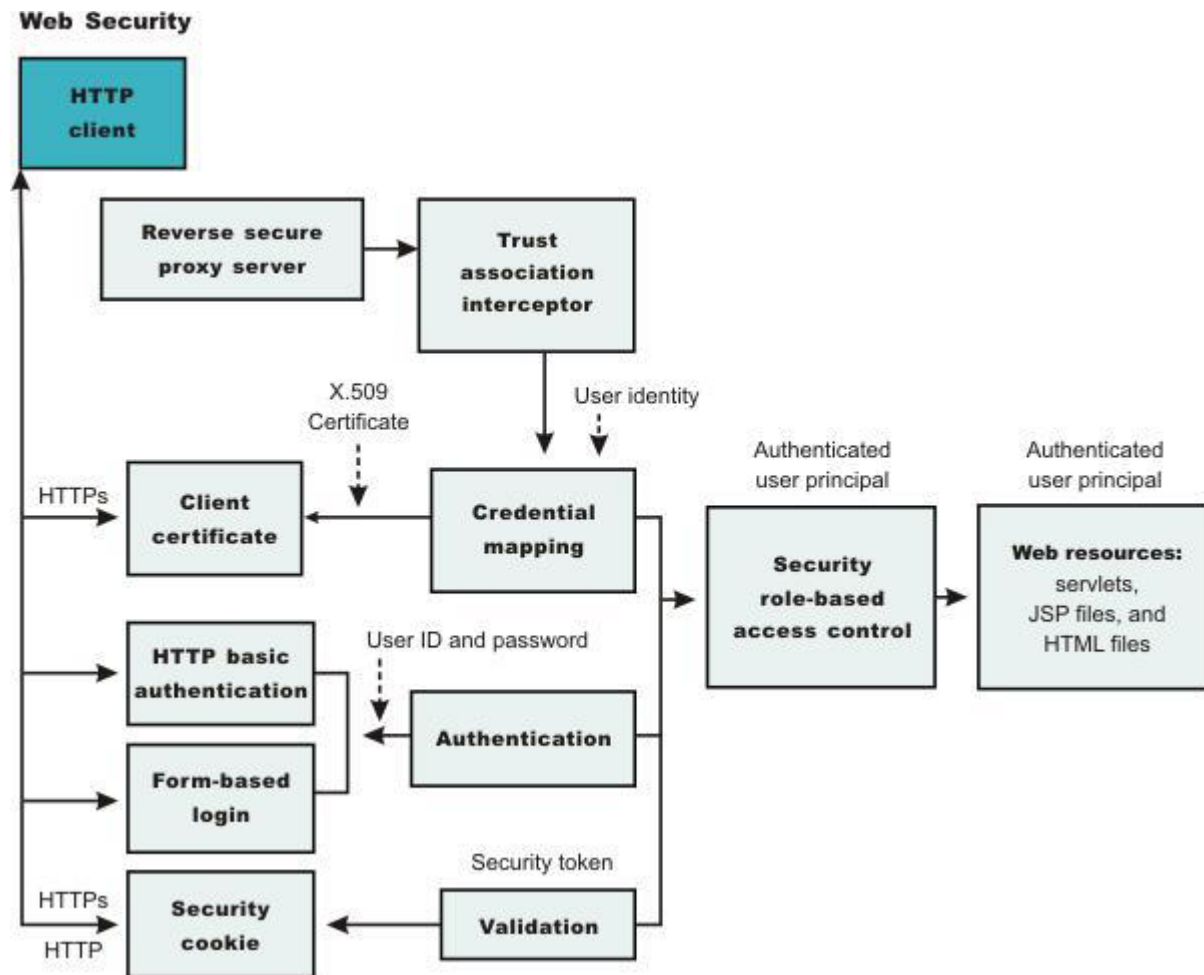 Web Security
HTTP
client
Reverse secure
proxy server
Trust
association
interceptor
X.509
Certificate
User identity
HTTPs
Client
certificate
Credential
mapping
Authenticated
user principal
Security
role-based
access control
Authenticated
user principal
Web resources:
servlets,
JSP files, and
HTML files
HTTP basic
authentication
User ID and password
Authentication
Form-based
login
HTTPs
HTTP
Security
cookie
Security token
Validation